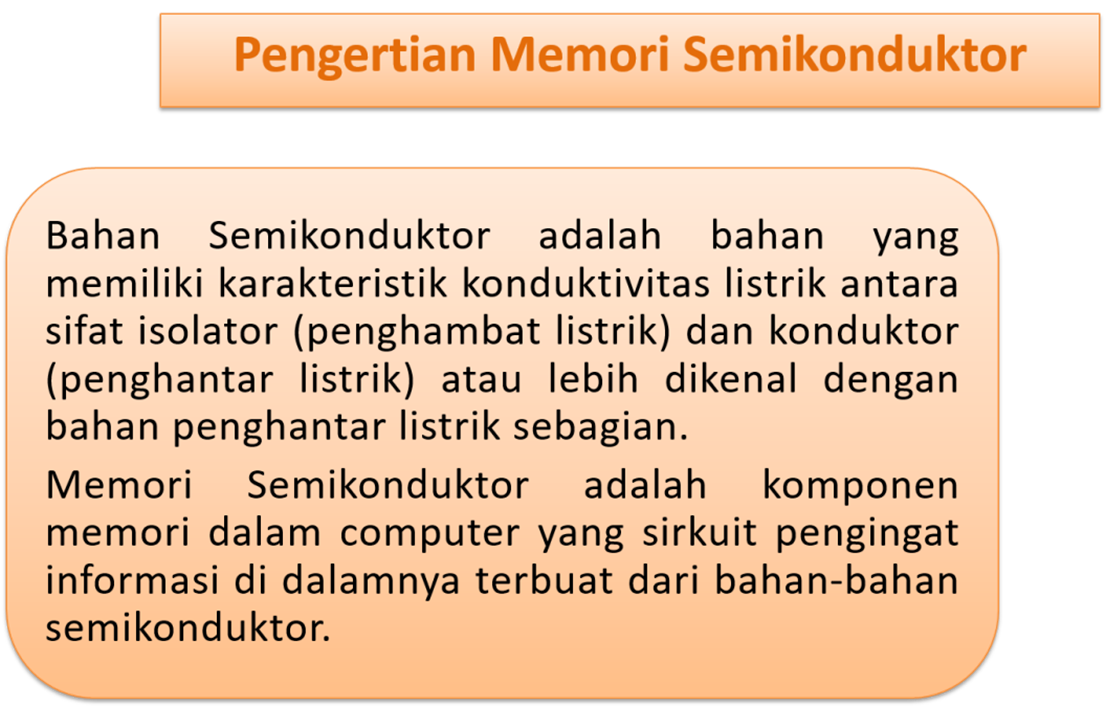 Pengertian Memori Semikonduktor
Bahan Semikonduktor adalah bahan yang
memiliki karakteristik konduktivitas listrik antara
sifat isolator (penghambat listrik) dan konduktor
(penghantar listrik) atau lebih dikenal dengan
bahan penghantar listrik sebagian.
Memori Semikonduktor adalah komponen
memori dalam computer yang sirkuit pengingat
informasi di dalamnya terbuat dari bahan-bahan
semikonduktor.